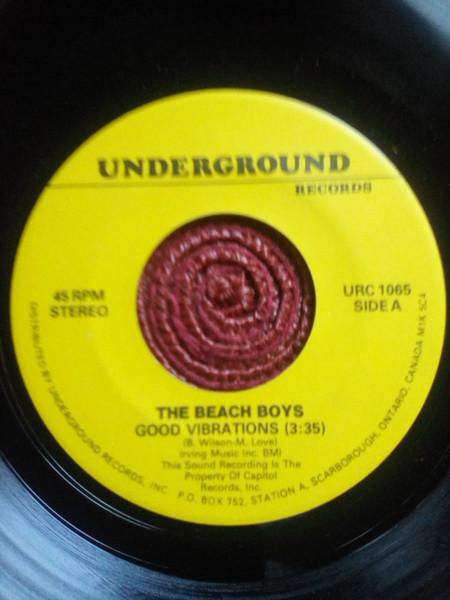 UNDERGROUND
RECORDS
45 RPM
STEREO
URC 1065
SIDE A
THE BEACH BOYS
GOOD VIBRATIONS (3:35)
(B. Wilson-M. Love)
Irving Music Inc. BMI
This Sound Recording Is The
Property Of Capitol
Records, Inc.
DISTRIBUTED BY UNDERGROUND RECORDS, INC. P.O. BOX 752, STATION A, SCARBOROUGH, ONTARIO, CANADA M1K 5C4